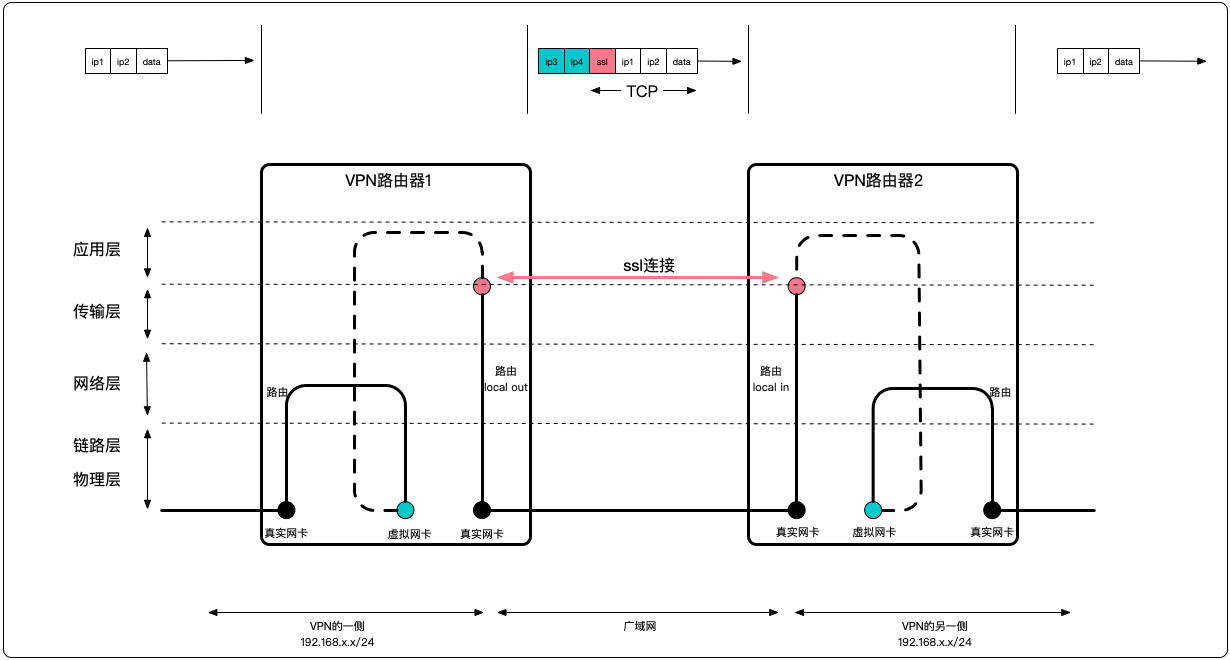 ip1 ip2 data
ip3 ip4 ssl ip1 ip2 data
ip1 ip2 data
TCP
VPN路由器1
VPN路由器2
应用层
ssl连接
传输层
网络层
路由
路由
local out
路由
local in
路由
链路层
物理层
真实网卡
虚拟网卡
真实网卡
真实网卡
虚拟网卡
真实网卡
VPN的一侧
192.168.x.x/24
广域网
VPN的另一侧
192.168.x.x/24